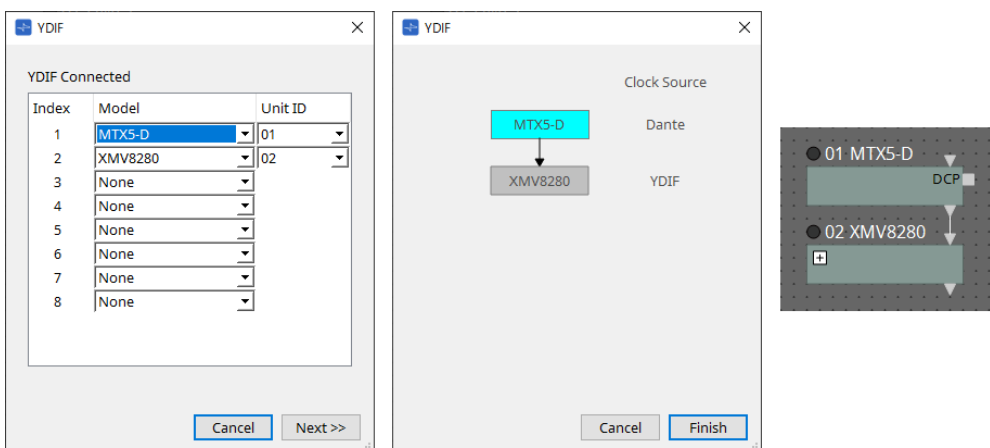 YDIF
YDIF Connected
Index Model Unit ID
1 MTX5-D 01
2 XMV8280 02
3 None
4 None
5 None
6 None
7 None
8 None
Cancel Next >>
YDIF
Clock Source
MTX5-D Dante
XMV8280 YDIF
Cancel Finish
01 MTX5-D
DCP
02 XMV8280